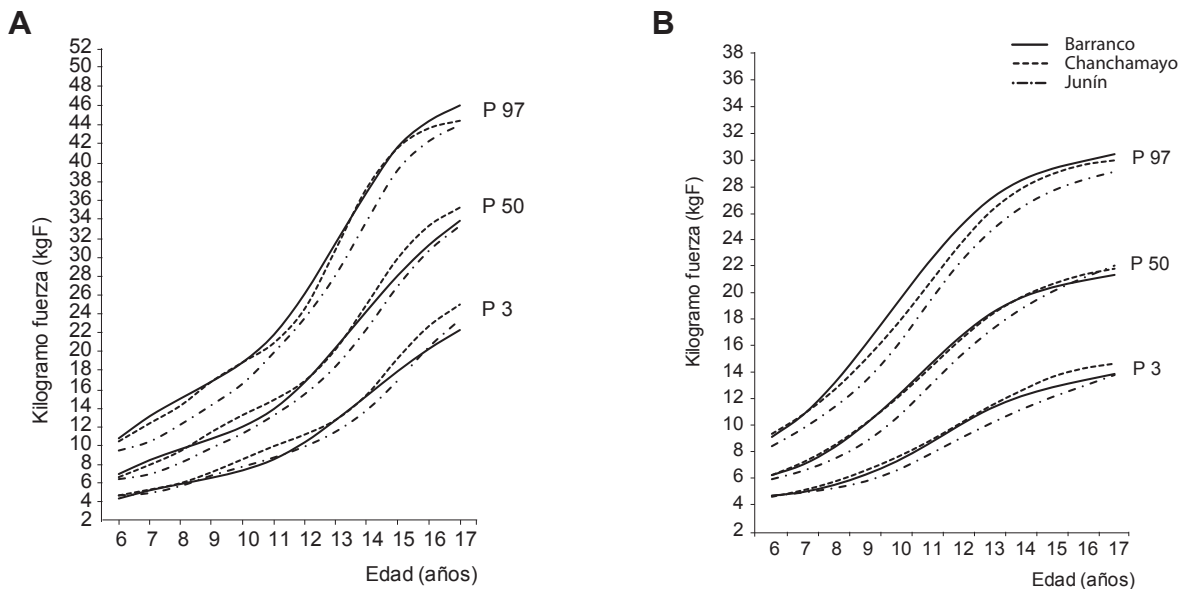 A
Kilogramo fuerza (kgF)
52
50
48
46
44
42
40
38
36
34
32
30
28
26
24
22
20
18
16
14
12
10
8
6
4
2
6 7 8 9 10 11 12 13 14 15 16 17
Edad (años)
P 97
P 50
P 3
B
Kilogramo fuerza (kgF)
38
36
34
32
30
28
26
24
22
20
18
16
14
12
10
8
6
4
2
6 7 8 9 10 11 12 13 14 15 16 17
Edad (años)
Barranco
Chanchamayo
Junín
P 97
P 50
P 3